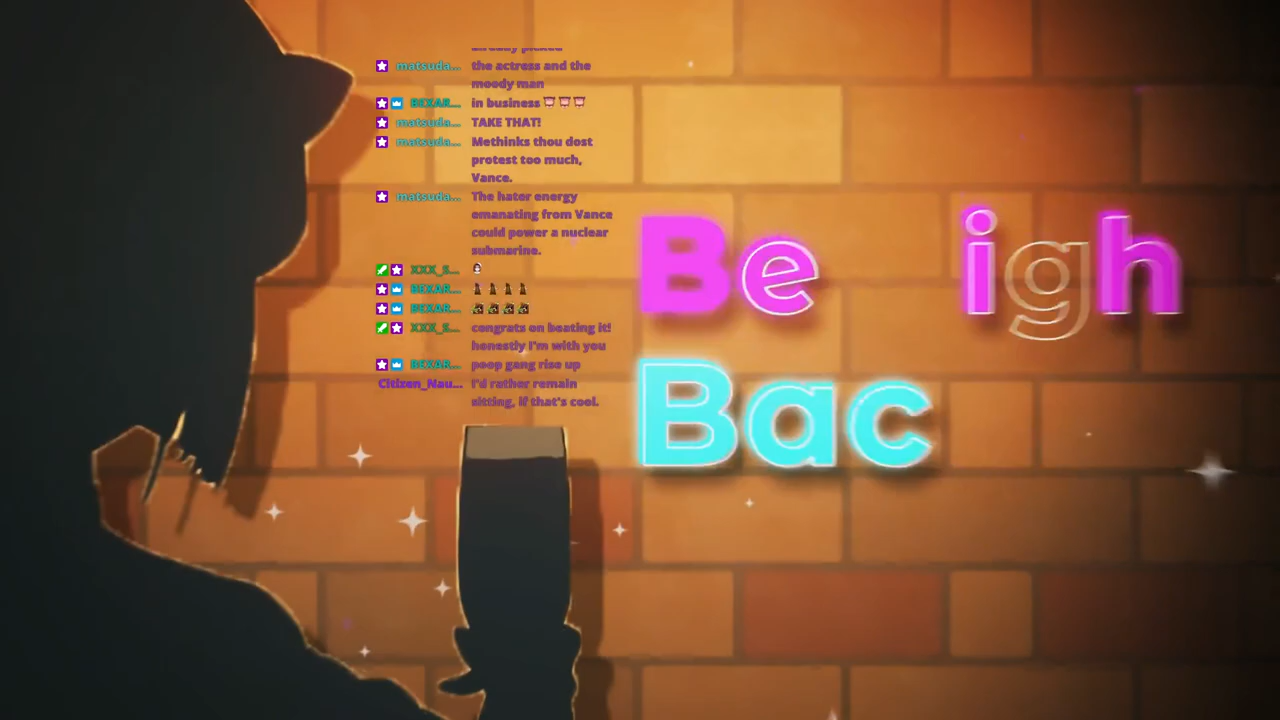 matsuda... the actress and the
moody man
BEXAR... in business
matsuda... TAKE THAT!
matsuda... Methinks thou dost
protest too much,
Vance.
matsuda... The hater energy
emanating from Vance
could power a nuclear
submarine.
XXX_S...
BEXAR...
BEXAR...
XXX_S... congrats on beating it!
honestly I'm with you
BEXAR... poop gang rise up
Citizen_Nau... I'd rather remain
sitting, if that's cool.
Be igh
Bac